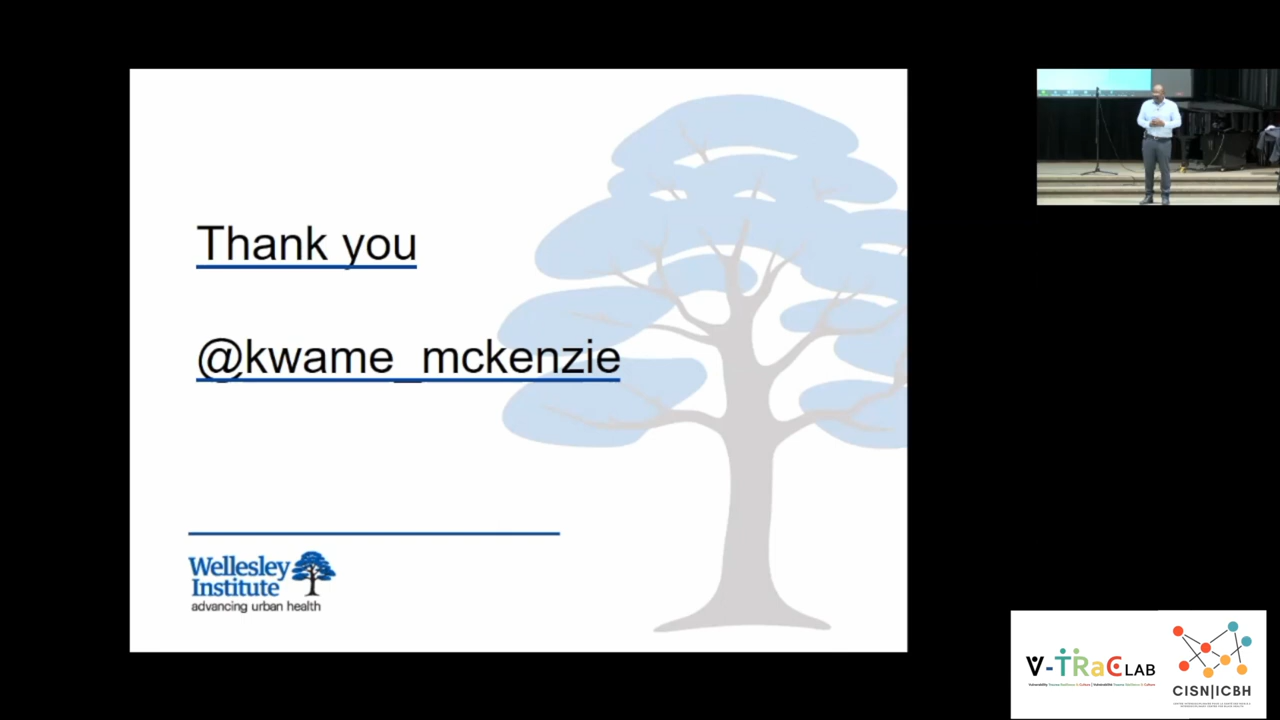 Thank you
@kwame_mckenzie
Wellesley
Institute
advancing urban health
V-TRaC LAB
CISN|ICBH